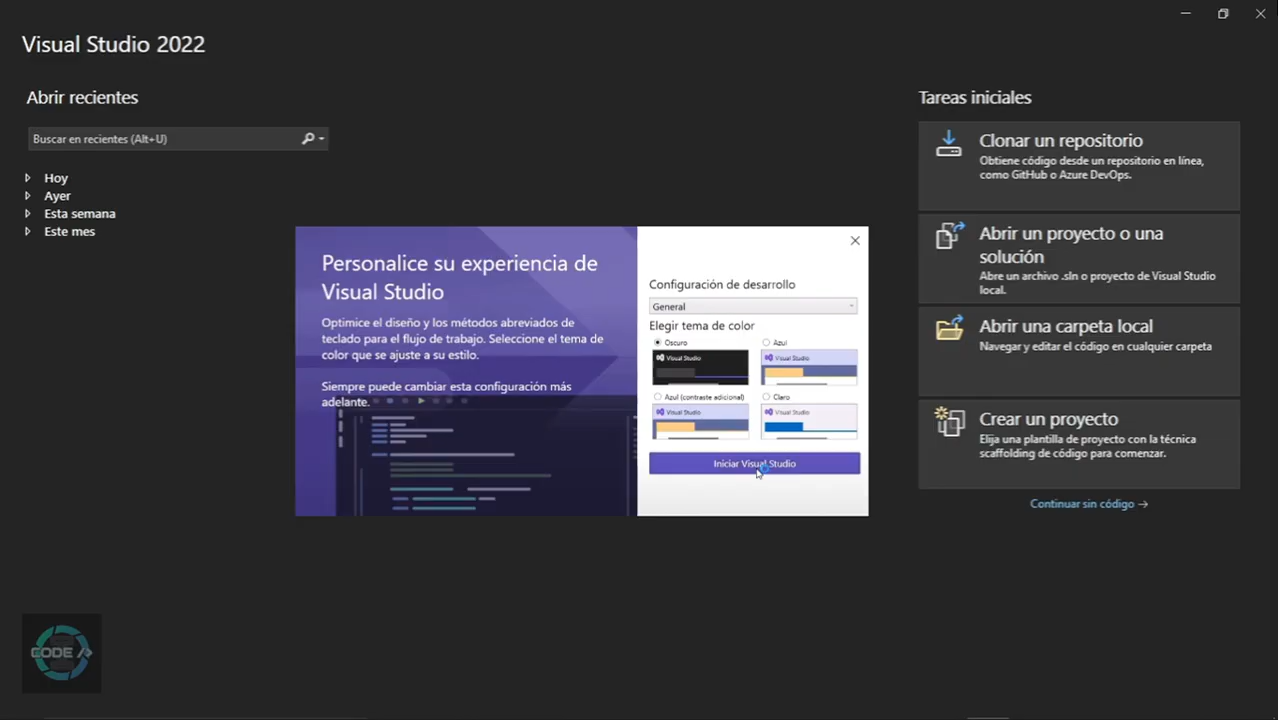 Visual Studio 2022
Abrir recientes
Buscar en recientes (Alt+U)
Hoy
Ayer
Esta semana
Este mes
Personalice su experiencia de
Visual Studio
Optimice el diseño y los métodos abreviados de
teclado para el flujo de trabajo. Seleccione el tema de
color que se ajuste a su estilo.
Siempre puede cambiar esta configuración más
adelante.
Configuración de desarrollo
General
Elegir tema de color
Oscuro
Azul
Visual Studio
Visual Studio
Azul (contraste adicional)
Claro
Visual Studio
Visual Studio
Iniciar Visual Studio
Tareas iniciales
Clonar un repositorio
Obtiene código desde un repositorio en línea,
como GitHub o Azure DevOps.
Abrir un proyecto o una
solución
Abre un archivo .sln o proyecto de Visual Studio
local.
Abrir una carpeta local
Navegar y editar el código en cualquier carpeta
Crear un proyecto
Elija una plantilla de proyecto con la técnica
scaffolding de código para comenzar.
Continuar sin código →
CODE />